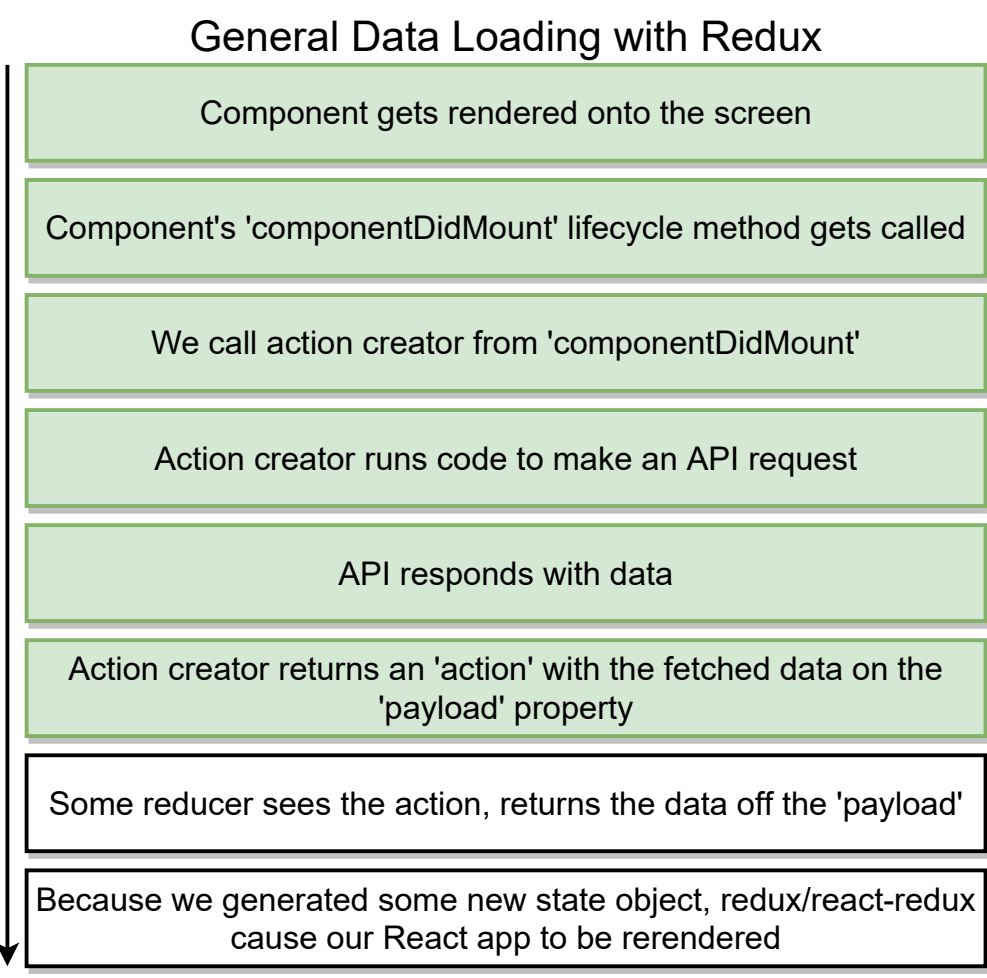 General Data Loading with Redux
Component gets rendered onto the screen
Component's 'componentDidMount' lifecycle method gets called
We call action creator from 'componentDidMount'
Action creator runs code to make an API request
API responds with data
Action creator returns an 'action' with the fetched data on the
'payload' property
Some reducer sees the action, returns the data off the 'payload'
Because we generated some new state object, redux/react-redux
cause our React app to be rerendered